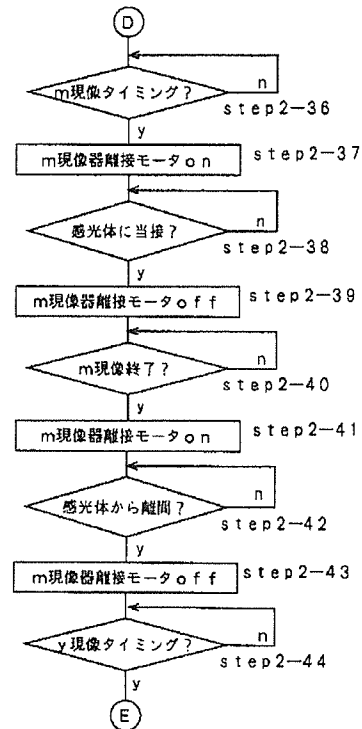 D
m現像タイミング？
n
step2-36
y
m現像器離接モータon
step2-37
感光体に当接？
n
step2-38
y
m現像器離接モータoff
step2-39
m現像終了？
n
step2-40
y
m現像器離接モータon
step2-41
感光体から離間？
n
step2-42
y
m現像器離接モータoff
step2-43
y現像タイミング？
n
step2-44
y
E